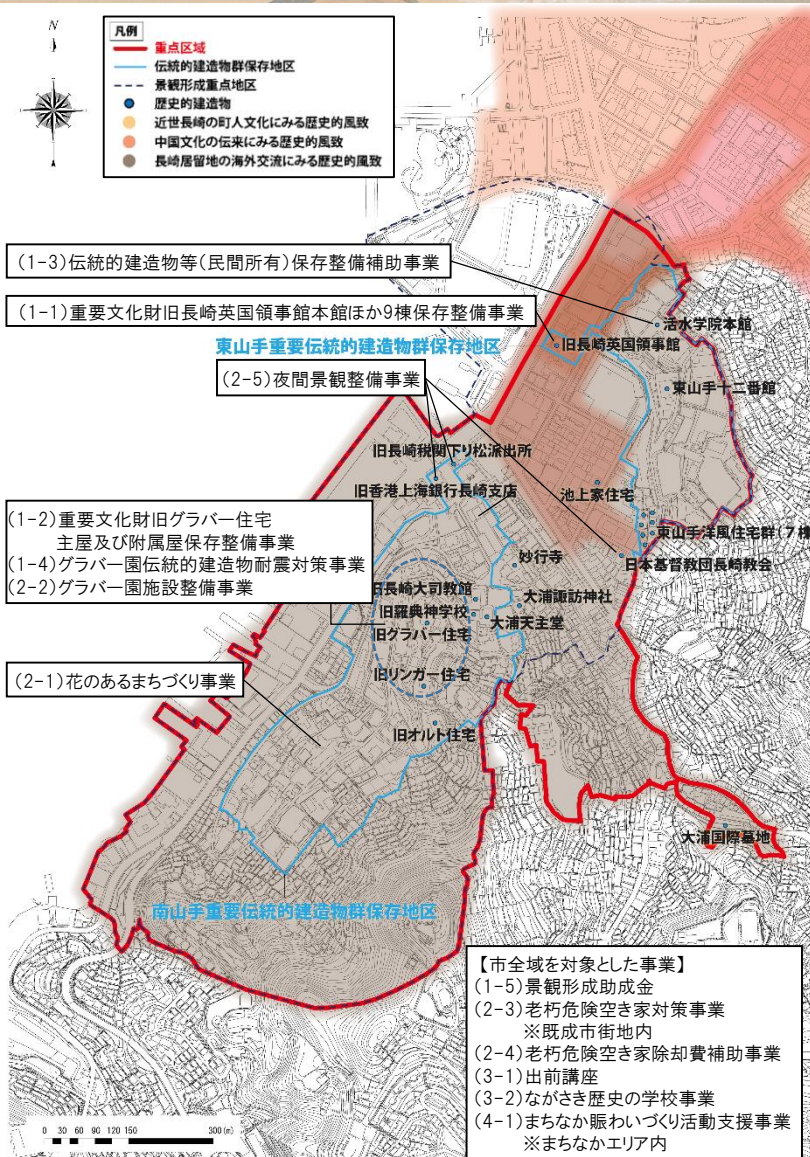 N
凡例
重点区域
伝統的建造物群保存地区
景観形成重点地区
歴史的建造物
近世長崎の町人文化にみる歴史的風致
中国文化の伝来にみる歴史的風致
長崎居留地の海外交流にみる歴史的風致
(1-3)伝統的建造物等(民間所有)保存整備補助事業
(1-1)重要文化財旧長崎英国領事館本館ほか9棟保存整備事業
活水学院本館
旧長崎英国領事館
東山手重要伝統的建造物群保存地区
(2-5)夜間景観整備事業
東山手十二番館
旧長崎税関下り松派出所
旧香港上海銀行長崎支店
池上家住宅
(1-2)重要文化財旧グラバー住宅
主屋及び附属屋保存整備事業
(1-4)グラバー園伝統的建造物耐震対策事業
(2-2)グラバー園施設整備事業
東山手洋風住宅群(7棟
日本基督教団長崎教会
妙行寺
旧長崎大司教館
大浦諏訪神社
旧羅典神学校
大浦天主堂
旧グラバー住宅
(2-1)花のあるまちづくり事業
旧リンガー住宅
旧オルト住宅
大浦国際墓地
南山手重要伝統的建造物群保存地区
【市全域を対象とした事業】
(1-5)景観形成助成金
(2-3)老朽危険空き家対策事業
※既成市街地内
(2-4)老朽危険空き家除却費補助事業
(3-1)出前講座
(3-2)ながさき歴史の学校事業
(4-1)まちなか賑わいづくり活動支援事業
※まちなかエリア内
0 30 60 90 120 150 300(m)